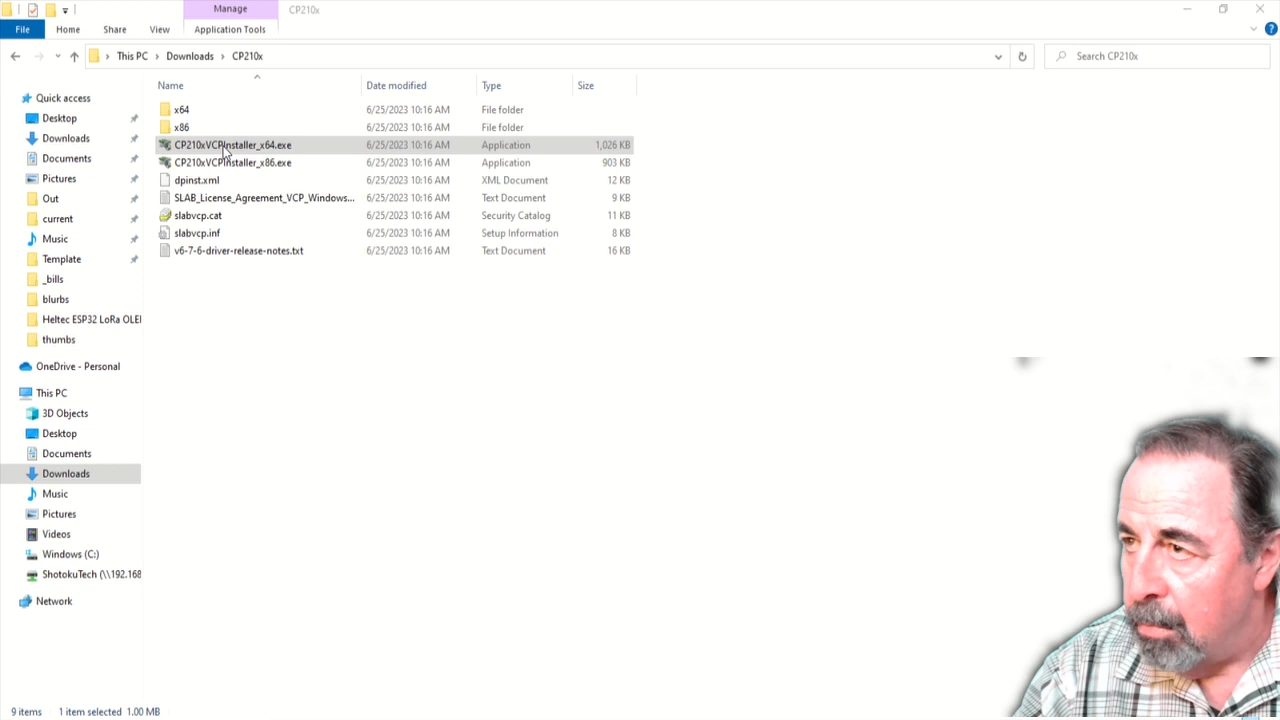 Manage
CP210x
File
Home
Share
View
Application Tools
This PC
Downloads
CP210x
Search CP210x
Name
Date modified
Type
Size
x64
6/25/2023 10:16 AM
File folder
x86
6/25/2023 10:16 AM
File folder
CP210xVCPInstaller_x64.exe
6/25/2023 10:16 AM
Application
1,026 KB
CP210xVCPInstaller_x86.exe
6/25/2023 10:16 AM
Application
903 KB
dpinst.xml
6/25/2023 10:16 AM
XML Document
12 KB
SLAB_License_Agreement_VCP_Windows...
6/25/2023 10:16 AM
Text Document
9 KB
slabvcp.cat
6/25/2023 10:16 AM
Security Catalog
11 KB
slabvcp.inf
6/25/2023 10:16 AM
Setup Information
8 KB
v6-7-6-driver-release-notes.txt
6/25/2023 10:16 AM
Text Document
16 KB
Quick access
Desktop
Downloads
Documents
Pictures
Out
current
Music
Template
_bills
blurbs
Heltec ESP32 LoRa OLE
thumbs
OneDrive - Personal
This PC
3D Objects
Desktop
Documents
Downloads
Music
Pictures
Videos
Windows (C:)
ShotokuTech (\\192.168
Network
9 items
1 item selected
1.00 MB